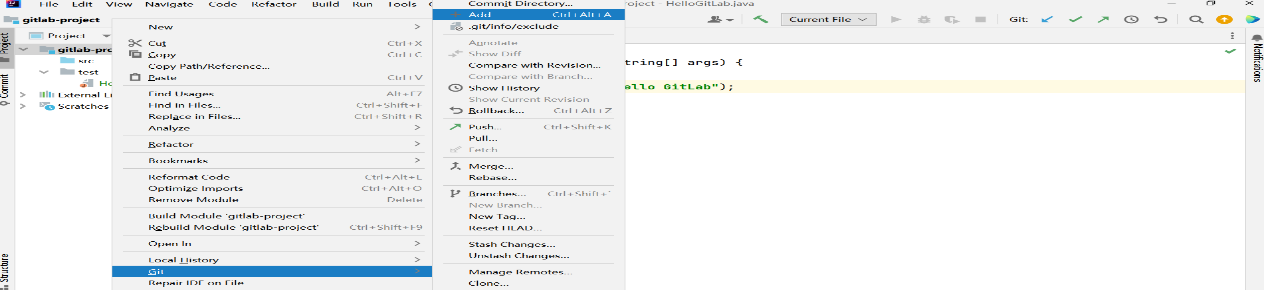 File Edit View Navigate Code Refactor Build Run Tools
Commit Directory...
roject - HelloGitLab.java
gitlab-project
Add Ctrl+Alt+A
Current File
Git:
Project
New
.git/info/exclude
gitlab-pro
Cut Ctrl+X
Annotate
src
Copy Ctrl+C
Show Diff
tring[] args) {
test
Copy Path/Reference...
Compare with Revision...
Paste Ctrl+V
Compare with Branch...
He
Find Usages Alt+F7
Show History
ello GitLab");
External Li
Find in Files... Ctrl+Shift+F
Show Current Revision
Scratches
Replace in Files... Ctrl+Shift+R
Rollback... Ctrl+Alt+Z
Analyze
Push... Ctrl+Shift+K
Refactor
Pull...
Fetch
Bookmarks
Merge...
Reformat Code Ctrl+Alt+L
Rebase...
Optimize Imports Ctrl+Alt+O
Branches... Ctrl+Shift+`
Remove Module Delete
New Branch...
Build Module 'gitlab-project'
New Tag...
Rebuild Module 'gitlab-project' Ctrl+Shift+F9
Reset HEAD...
Open In
Stash Changes...
Local History
Unstash Changes...
Git
Manage Remotes...
Repair IDE on File
Clone...
Project
Commit
Structure
Notifications